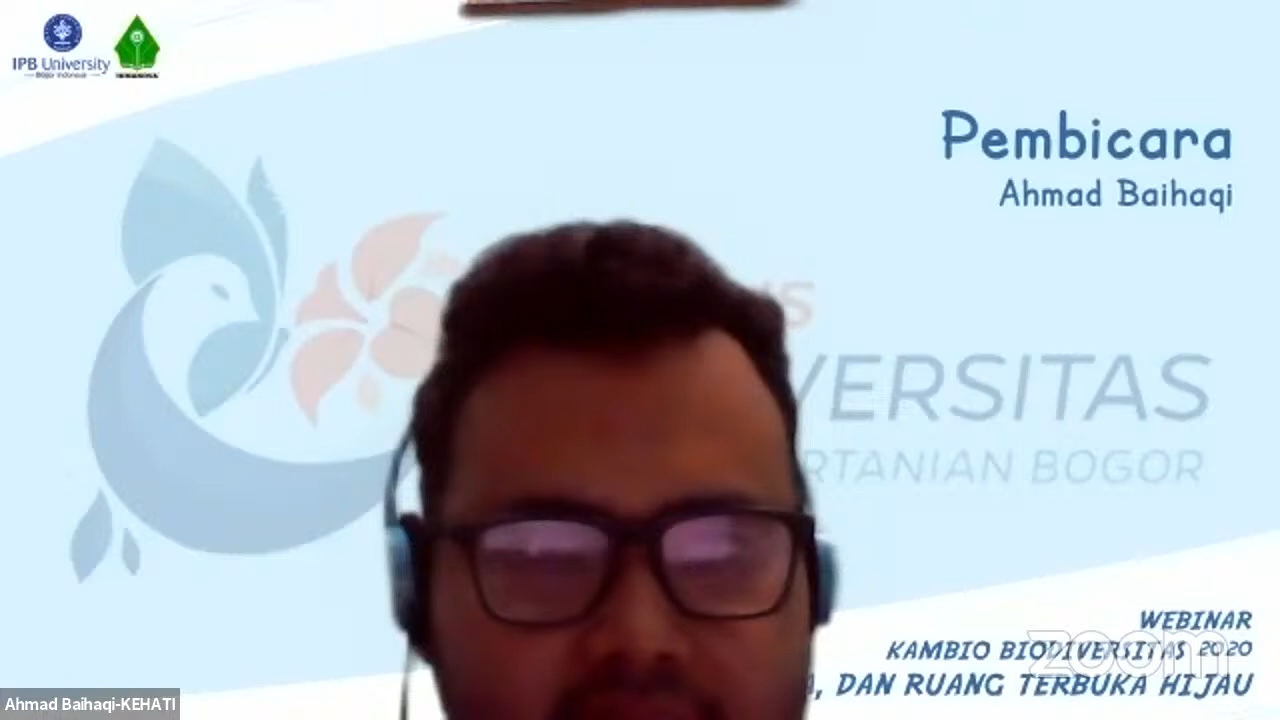 IPB University
Bogor Indonesia
Pembicara
Ahmad Baihaqi
VERSITAS
RTANIAN BOGOR
WEBINAR
KAMBIO BIODIVERSITAS 2020
, DAN RUANG TERBUKA HIJAU
zoom
Ahmad Baihaqi-KEHATI